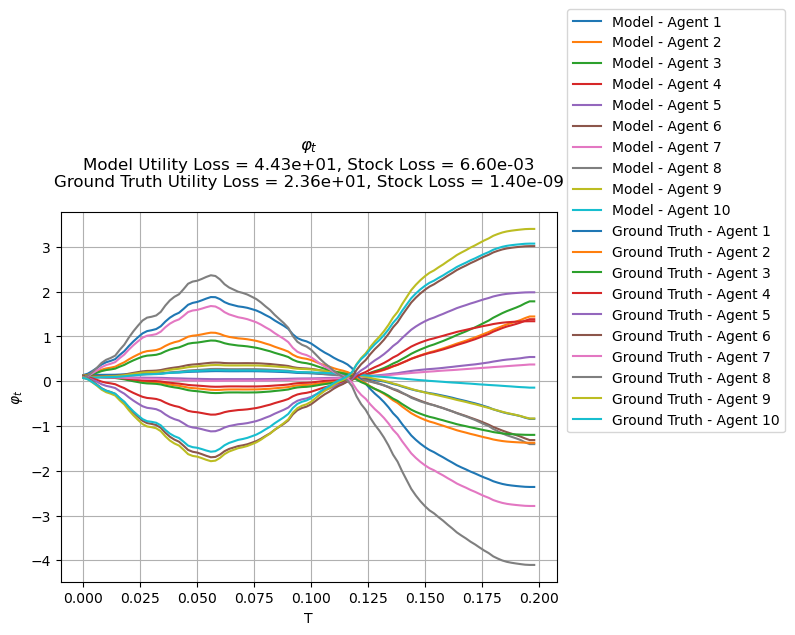 φₜ
Model Utility Loss = 4.43e+01, Stock Loss = 6.60e-03
Ground Truth Utility Loss = 2.36e+01, Stock Loss = 1.40e-09
φₜ
3
2
1
0
−1
−2
−3
−4
0.000 0.025 0.050 0.075 0.100 0.125 0.150 0.175 0.200
T
Model - Agent 1
Model - Agent 2
Model - Agent 3
Model - Agent 4
Model - Agent 5
Model - Agent 6
Model - Agent 7
Model - Agent 8
Model - Agent 9
Model - Agent 10
Ground Truth - Agent 1
Ground Truth - Agent 2
Ground Truth - Agent 3
Ground Truth - Agent 4
Ground Truth - Agent 5
Ground Truth - Agent 6
Ground Truth - Agent 7
Ground Truth - Agent 8
Ground Truth - Agent 9
Ground Truth - Agent 10